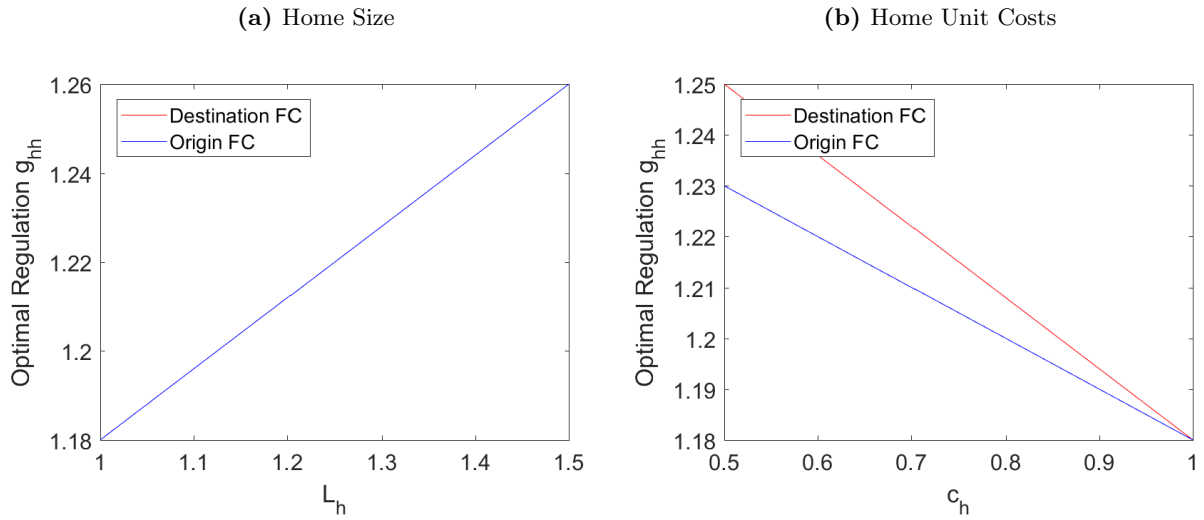 (a) Home Size
1.26
1.24
1.22
1.2
1.18
Optimal Regulation g_hh
Destination FC
Origin FC
1
1.1
1.2
1.3
1.4
1.5
L_h
(b) Home Unit Costs
1.25
1.24
1.23
1.22
1.21
1.2
1.19
1.18
Optimal Regulation g_hh
Destination FC
Origin FC
0.5
0.6
0.7
0.8
0.9
1
c_h